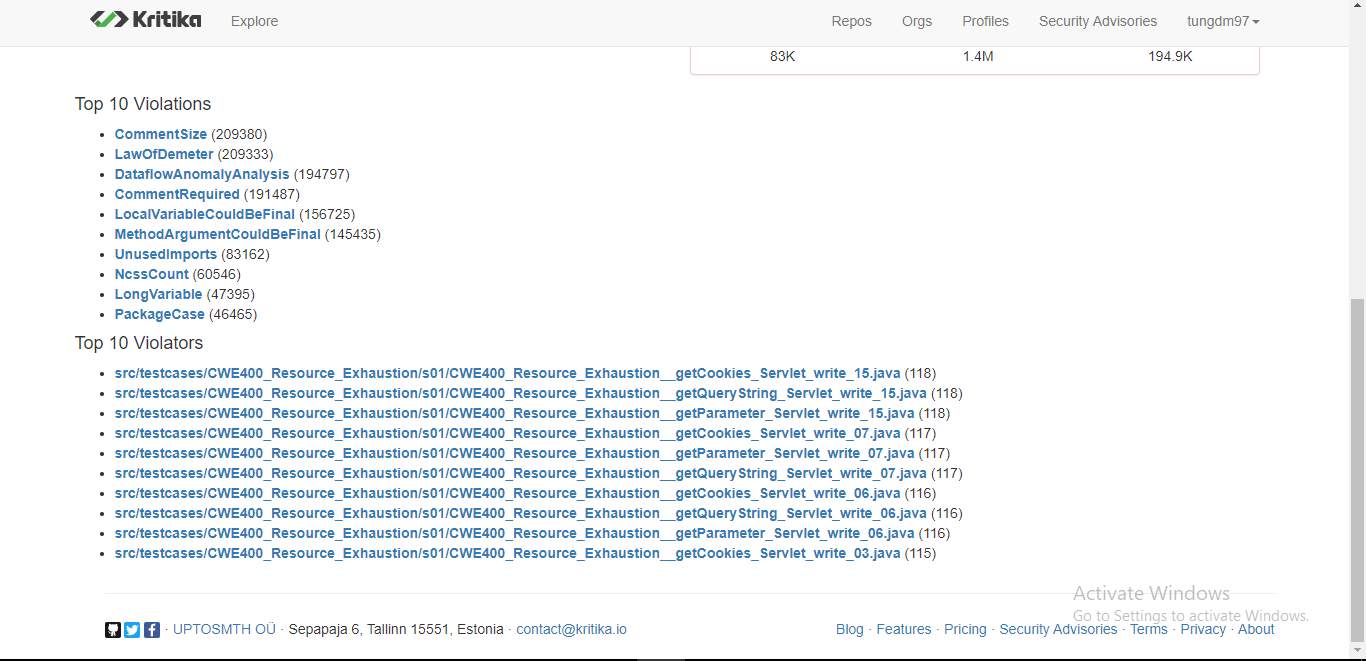 Kritika Explore Repos Orgs Profiles Security Advisories tungdm97
83K 1.4M 194.9K
Top 10 Violations
CommentSize (209380)
LawOfDemeter (209333)
DataflowAnomalyAnalysis (194797)
CommentRequired (191487)
LocalVariableCouldBeFinal (156725)
MethodArgumentCouldBeFinal (145435)
UnusedImports (83162)
NcssCount (60546)
LongVariable (47395)
PackageCase (46465)
Top 10 Violators
src/testcases/CWE400_Resource_Exhaustion/s01/CWE400_Resource_Exhaustion__getCookies_Servlet_write_15.java (118)
src/testcases/CWE400_Resource_Exhaustion/s01/CWE400_Resource_Exhaustion__getQueryString_Servlet_write_15.java (118)
src/testcases/CWE400_Resource_Exhaustion/s01/CWE400_Resource_Exhaustion__getParameter_Servlet_write_15.java (118)
src/testcases/CWE400_Resource_Exhaustion/s01/CWE400_Resource_Exhaustion__getCookies_Servlet_write_07.java (117)
src/testcases/CWE400_Resource_Exhaustion/s01/CWE400_Resource_Exhaustion__getParameter_Servlet_write_07.java (117)
src/testcases/CWE400_Resource_Exhaustion/s01/CWE400_Resource_Exhaustion__getQueryString_Servlet_write_07.java (117)
src/testcases/CWE400_Resource_Exhaustion/s01/CWE400_Resource_Exhaustion__getCookies_Servlet_write_06.java (116)
src/testcases/CWE400_Resource_Exhaustion/s01/CWE400_Resource_Exhaustion__getQueryString_Servlet_write_06.java (116)
src/testcases/CWE400_Resource_Exhaustion/s01/CWE400_Resource_Exhaustion__getParameter_Servlet_write_06.java (116)
src/testcases/CWE400_Resource_Exhaustion/s01/CWE400_Resource_Exhaustion__getCookies_Servlet_write_03.java (115)
Activate Windows
Go to Settings to activate Windows.
· UPTOSMTH OÜ · Sepapaja 6, Tallinn 15551, Estonia · contact@kritika.io Blog · Features · Pricing · Security Advisories · Terms · Privacy · About